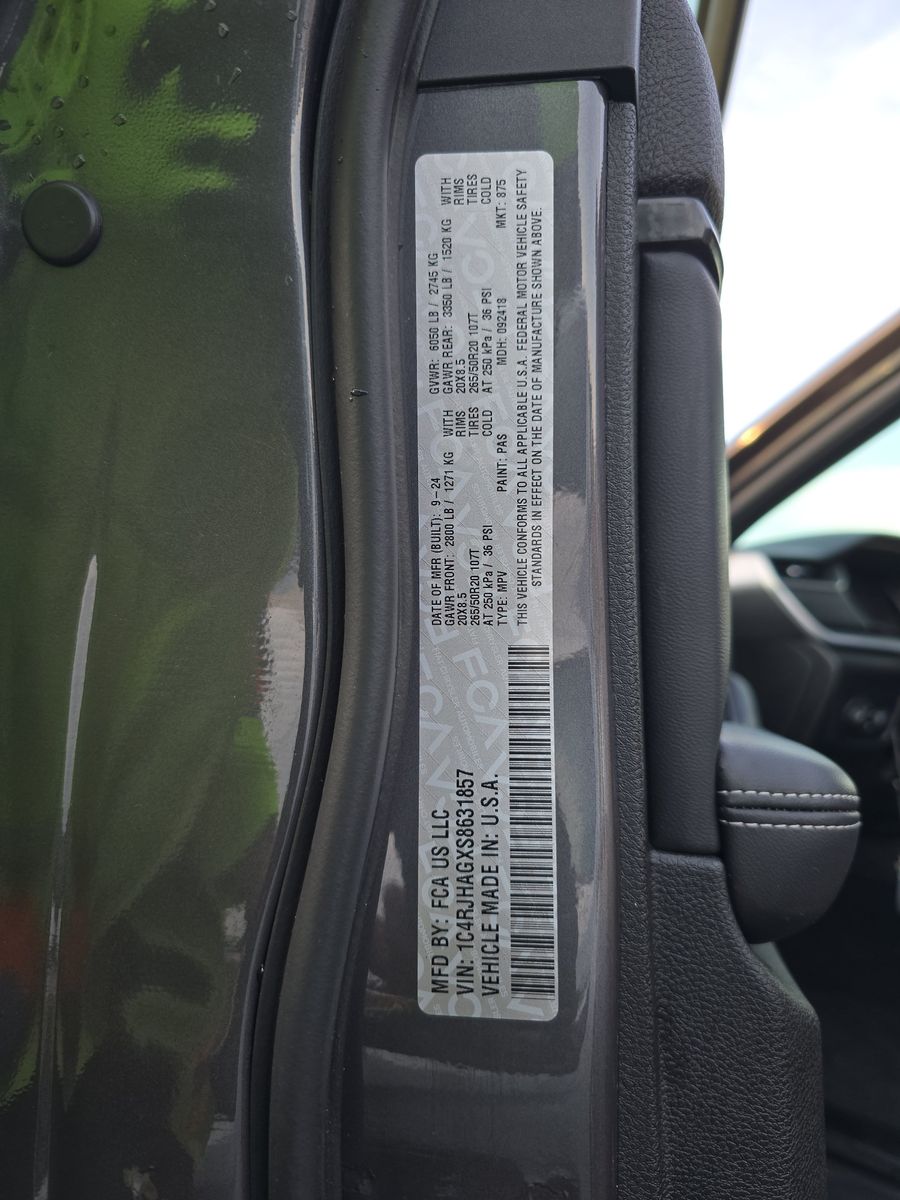 MFD BY: FCA US LLC
VIN: 1C4RJHAGXS8631857
VEHICLE MADE IN: U.S.A.
DATE OF MFR (BUILT): 9-24 GVWR: 6050 LB / 2745 KG
GAWR FRONT: 2800 LB / 1271 KG WITH GAWR REAR: 3350 LB / 1520 KG WITH
20X8.5 RIMS 20X8.5 RIMS
265/50R20 107T TIRES 265/50R20 107T TIRES
AT 250 kPa / 36 PSI COLD AT 250 kPa / 36 PSI COLD
TYPE: MPV PAINT: PAS MDH: 092418 MKT: 875
THIS VEHICLE CONFORMS TO ALL APPLICABLE U.S.A. FEDERAL MOTOR VEHICLE SAFETY
STANDARDS IN EFFECT ON THE DATE OF MANUFACTURE SHOWN ABOVE.